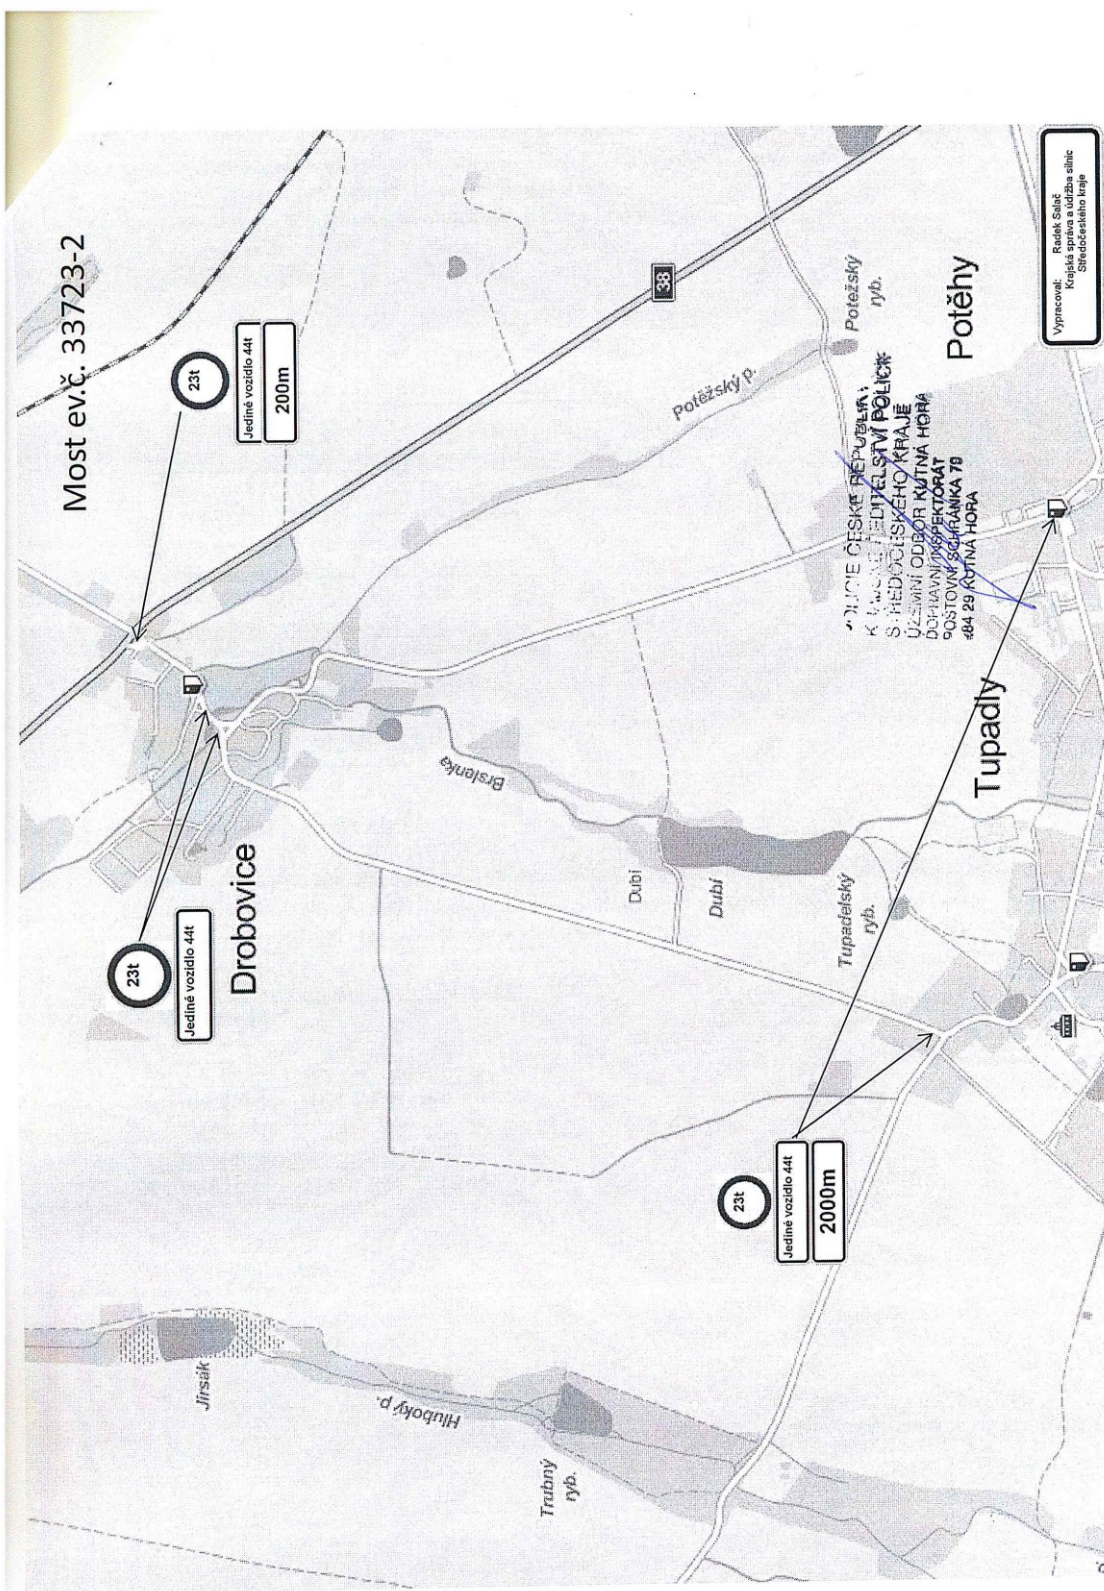 Most ev.č. 33723-2
23t
Jediné vozidlo 44t
200m
38
23t
Jediné vozidlo 44t
Drobovice
Potěžský p.
Potěžský
ryb.
Potěhy
Brslenka
Dubí
Dubí
Tupadelský
ryb.
Tupadly
POLICIE ČESKÉ REPUBLIKY
ŘEDITELSTVÍ POLICIE
STŘEDOČESKÉHO KRAJE
ÚZEMNÍ ODBOR KUTNÁ HORA
DOPRAVNÍ INSPEKTORÁT
POŠTOVNÍ SCHRÁNKA 79
284 29 KUTNÁ HORA
23t
Jediné vozidlo 44t
2000m
Jirsák
Hluboký p.
Trubný
ryb.
Vypracoval: Radek Salač
Krajská správa a údržba silnic
Středočeského kraje